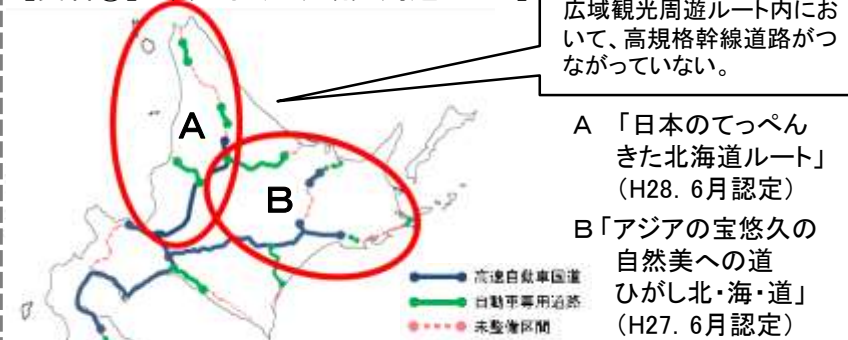 広域観光周遊ルート内にお
いて、高規格幹線道路がつ
ながっていない。
A
B
A 「日本のてっぺん
きた北海道ルート」
（H28．6月認定）
B「アジアの宝悠久の
自然美への道
ひがし北・海・道」
（H27．6月認定）
高速自動車国道
自動車専用道路
未整備区間